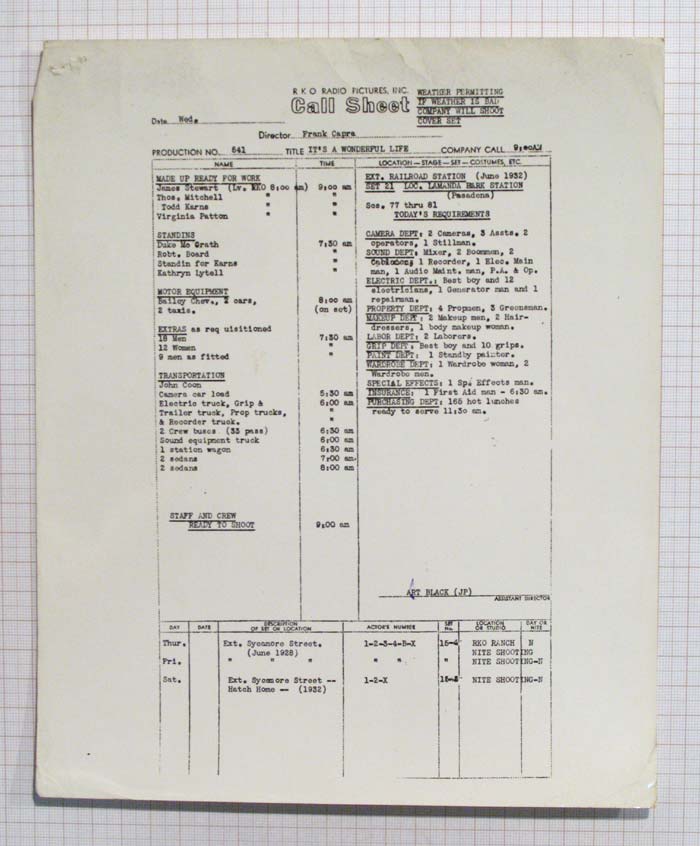 R K O RADIO PICTURES, INC.
Call Sheet
WEATHER PERMITTING
IF WEATHER IS BAD
COMPANY WILL SHOOT
COVER SET
Date Wed.
Director Frank Capra
PRODUCTION NO. 541 TITLE IT'S A WONDERFUL LIFE COMPANY CALL 9:00AM
NAME TIME LOCATION—STAGE—SET—COSTUMES, ETC.
MADE UP READY FOR WORK
James Stewart (Lv. RKO 8:00 am) 9:00 am
Thos. Mitchell "
Todd Karns "
Virginia Patton "
STANDINS
Duke Mc Grath 7:30 am
Robt. Board "
Standin for Karns "
Kathryn Lytell "
MOTOR EQUIPMENT
Bailey Chev., 2 cars, 8:00 am
2 taxis. (on set)
EXTRAS as req uisitioned
18 Men 7:30 am
12 Women "
9 men as fitted "
TRANSPORTATION
John Coon
Camera car load 5:30 am
Electric truck, Grip & 6:00 am
Trailer truck, Prop trucks, "
& Recorder truck. "
2 Crew buses (33 pass) 6:30 am
Sound equipment truck 6:00 am
1 station wagon 6:30 am
2 sedans 7:00 am
2 sedans 8:00 am
STAFF AND CREW
READY TO SHOOT 9:00 am
EXT. RAILROAD STATION (June 1932)
SET 21 LOC. LAMANDA PARK STATION
(Pasadena)
Scs. 77 thru 81
TODAY'S REQUIREMENTS
CAMERA DEPT: 2 Cameras, 3 Assts. 2
operators, 1 Stillman.
SOUND DEPT: Mixer, 2 Boommen, 2
Cablemen, 1 Recorder, 1 Elec. Main
man, 1 Audio Maint. man, P.A. & Op.
ELECTRIC DEPT.: Best boy and 12
electricians, 1 Generator man and 1
repairman.
PROPERTY DEPT: 4 Propmen, 3 Greensman.
MAKEUP DEPT: 2 Makeup men, 2 Hair-
dressers, 1 body makeup woman.
LABOR DEPT: 2 Laborers.
GRIP DEPT: Best boy and 10 grips.
PAINT DEPT: 1 Standby painter.
WARDROBE DEPT: 1 Wardrobe woman, 2
Wardrobe men.
SPECIAL EFFECTS: 1 Sp. Effects man.
INSURANCE: 1 First Aid man - 6:30 am.
PURCHASING DEPT: 165 hot lunches
ready to serve 11:30 am.
ART BLACK (JP)
ASSISTANT DIRECTOR
DAY DATE DESCRIPTION OF SET OR LOCATION ACTOR'S NUMBER SET No. LOCATION OR STUDIO DAY OR NITE
Thur. Ext. Sycamore Street. 1-2-3-4-5-X 15-4 RKO RANCH N
(June 1928) NITE SHOOTING
Fri. " " " " " " NITE SHOOTING-N
Sat. Ext. Sycamore Street -- 1-2-X NITE SHOOTING-N
Hatch Home -- (1932)